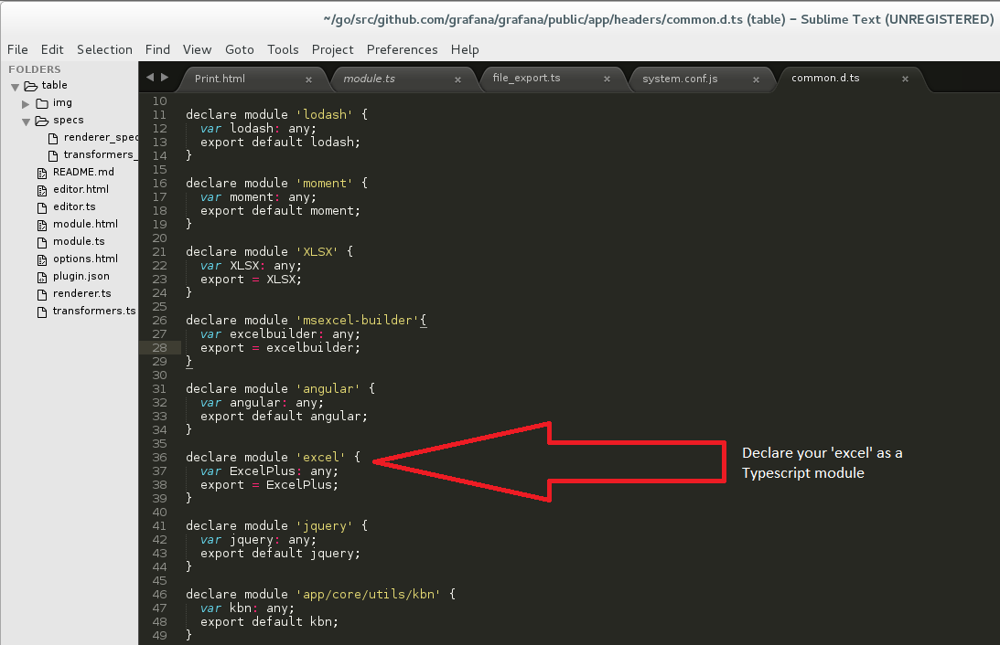 ~/go/src/github.com/grafana/grafana/public/app/headers/common.d.ts (table) – Sublime Text (UNREGISTERED)
File Edit Selection Find View Goto Tools Project Preferences Help
FOLDERS
table
img
specs
renderer_spec
transformers_
README.md
editor.html
editor.ts
module.html
module.ts
options.html
plugin.json
renderer.ts
transformers.ts
Print.html × module.ts × file_export.ts × system.conf.js × common.d.ts ×
10
11 declare module 'lodash' {
12   var lodash: any;
13   export default lodash;
14 }
15
16 declare module 'moment' {
17   var moment: any;
18   export default moment;
19 }
20
21 declare module 'XLSX' {
22   var XLSX: any;
23   export = XLSX;
24 }
25
26 declare module 'msexcel-builder'{
27   var excelbuilder: any;
28   export = excelbuilder;
29 }
30
31 declare module 'angular' {
32   var angular: any;
33   export default angular;
34 }
35
36 declare module 'excel' {
37   var ExcelPlus: any;
38   export = ExcelPlus;
39 }
40
41 declare module 'jquery' {
42   var jquery: any;
43   export default jquery;
44 }
45
46 declare module 'app/core/utils/kbn' {
47   var kbn: any;
48   export default kbn;
49 }
Declare your 'excel' as a
Typescript module